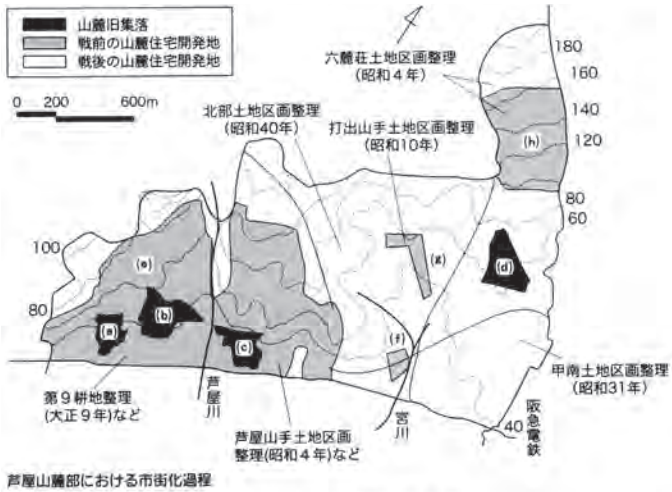 山麓旧集落
戦前の山麓住宅開発地
戦後の山麓住宅開発地
0 200 600m
六麓荘土地区画整理
(昭和4年)
北部土地区画整理
(昭和40年)
打出山手土地区画整理
(昭和10年)
180
160
140
120
80
60
100
80
(h)
(g)
(d)
(e)
(a)
(b)
(c)
(f)
第9耕地整理
(大正9年)など
芦屋川
芦屋山手土地区画
整理(昭和4年)など
宮川
40
阪急電鉄
甲南土地区画整理
(昭和31年)
芦屋山麓部における市街化過程